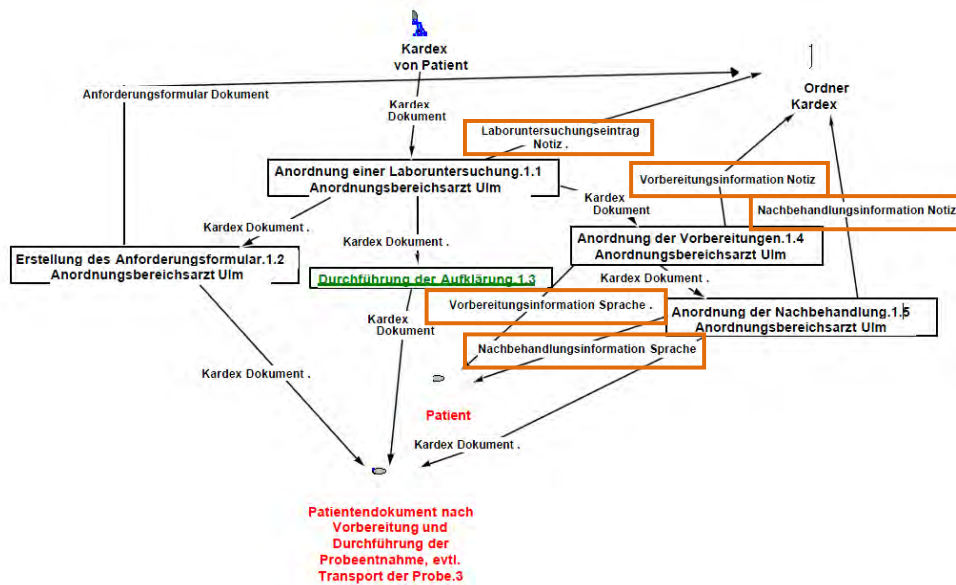 Kardex
von Patient
Anforderungsformular Dokument
Ordner
Kardex
Kardex
Dokument
Laboruntersuchungseintrag
Notiz .
Anordnung einer Laboruntersuchung.1.1
Anordnungsbereichsarzt Ulm
Vorbereitungsinformation Notiz
Kardex
Dokument
Nachbehandlungsinformation Notiz
Kardex Dokument .
Kardex Dokument .
Anordnung der Vorbereitungen.1.4
Anordnungsbereichsarzt Ulm
Erstellung des Anforderungsformular.1.2
Anordnungsbereichsarzt Ulm
Durchführung der Aufklärung.1.3
Kardex Dokument .
Vorbereitungsinformation Sprache .
Anordnung der Nachbehandlung.1.5
Anordnungsbereichsarzt Ulm
Kardex
Dokument
Nachbehandlungsinformation Sprache
Kardex Dokument .
Patient
Kardex Dokument .
Patientendokument nach
Vorbereitung und
Durchführung der
Probeentnahme, evtl.
Transport der Probe.3